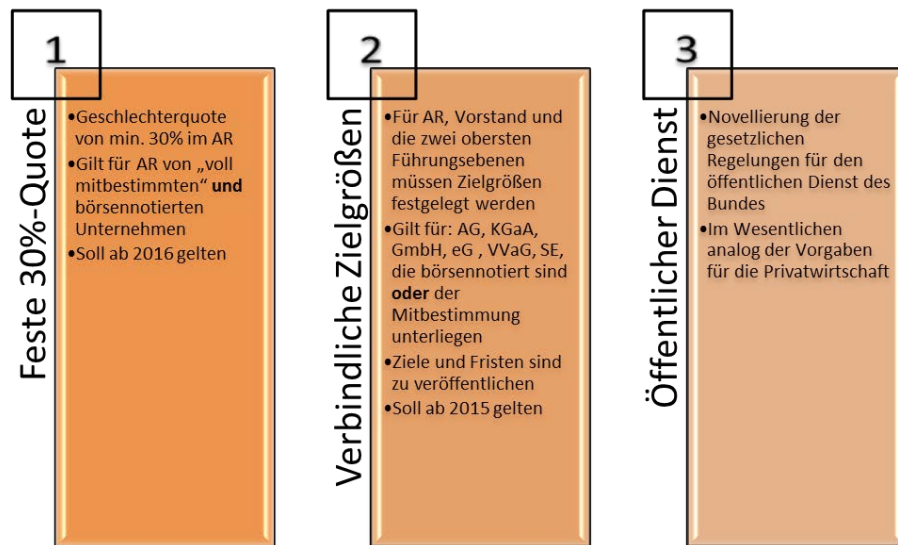 1
Feste 30%-Quote
•Geschlechterquote
von min. 30% im AR
•Gilt für AR von „voll
mitbestimmten“ und
börsennotierten
Unternehmen
•Soll ab 2016 gelten
2
Verbindliche Zielgrößen
•Für AR, Vorstand und
die zwei obersten
Führungsebenen
müssen Zielgrößen
festgelegt werden
•Gilt für: AG, KGaA,
GmbH, eG , VVaG, SE,
die börsennotiert sind
oder der
Mitbestimmung
unterliegen
•Ziele und Fristen sind
zu veröffentlichen
•Soll ab 2015 gelten
3
Öffentlicher Dienst
•Novellierung der
gesetzlichen
Regelungen für den
öffentlichen Dienst des
Bundes
•Im Wesentlichen
analog der Vorgaben
für die Privatwirtschaft